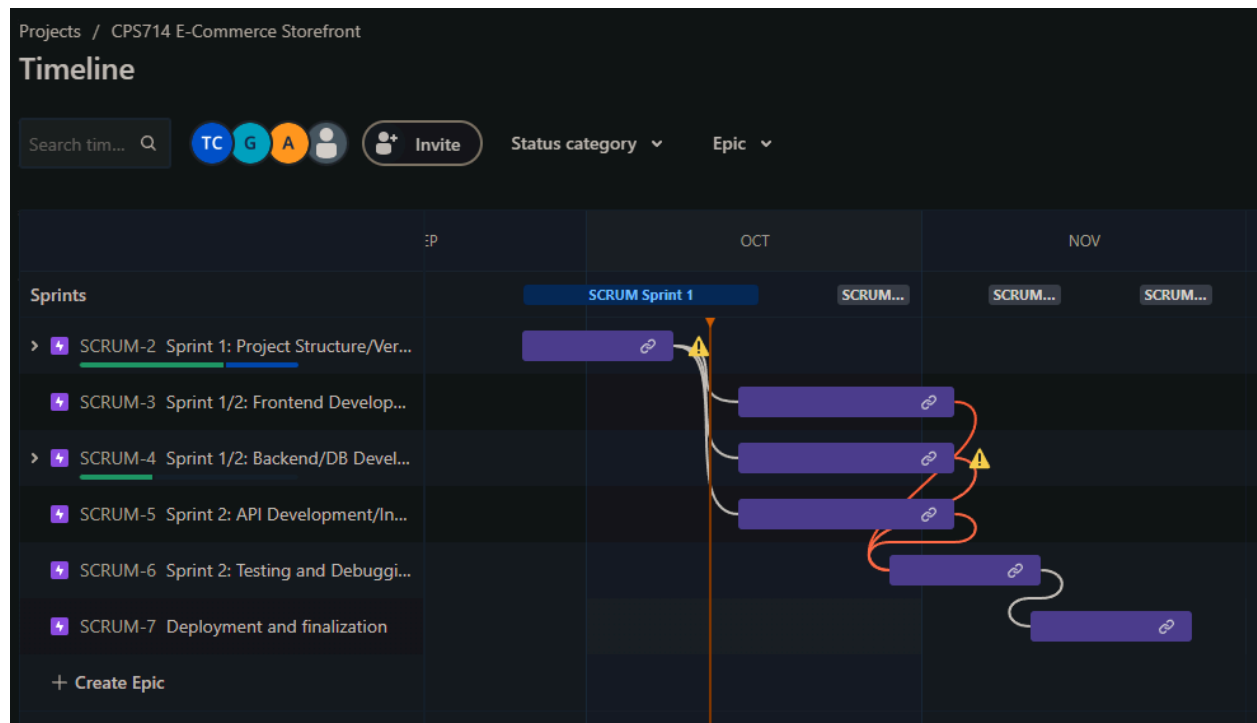 Projects / CPS714 E-Commerce Storefront
Timeline
Search tim... TC G A Invite Status category Epic
EP OCT NOV
Sprints SCRUM Sprint 1 SCRUM... SCRUM... SCRUM...
SCRUM-2 Sprint 1: Project Structure/Ver...
SCRUM-3 Sprint 1/2: Frontend Develop...
SCRUM-4 Sprint 1/2: Backend/DB Devel...
SCRUM-5 Sprint 2: API Development/In...
SCRUM-6 Sprint 2: Testing and Debuggi...
SCRUM-7 Deployment and finalization
+ Create Epic